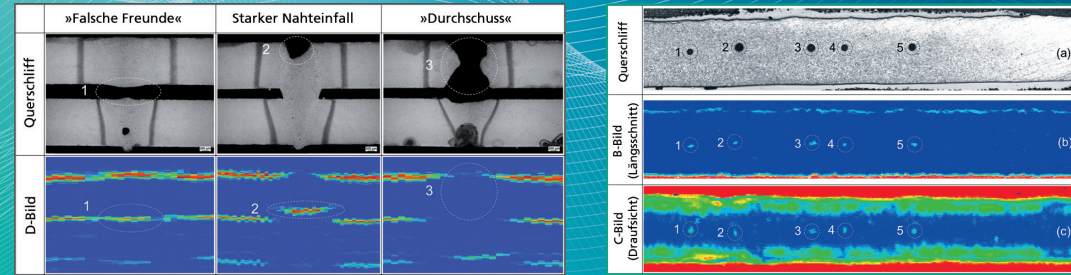 »Falsche Freunde«
Starker Nahteinfall
»Durchschuss«
Querschliff
1
2
3
D-Bild
1
2
3
Querschliff
1
2
3
4
5
(a)
B-Bild
(Längsschnitt)
1
2
3
4
5
(b)
C-Bild
(Draufsicht)
1
2
3
4
5
(c)